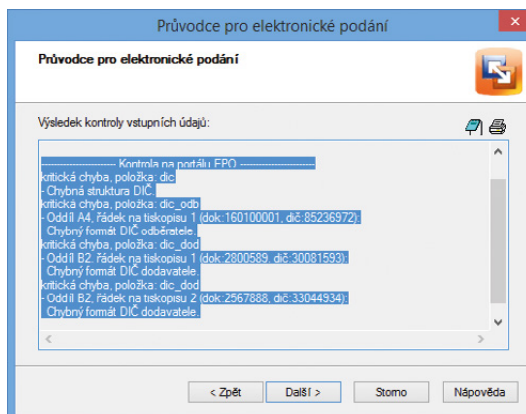 Průvodce pro elektronické podání
Průvodce pro elektronické podání
Výsledek kontroly vstupních údajů:
-------------------- Kontrola na portálu EPO --------------------
kritická chyba, položka: dic
- Chybná struktura DIČ.
kritická chyba, položka: dic_odb
- Oddíl A4, řádek na tiskopisu 1 (dok:160100001, dič:85236972):
Chybný formát DIČ odběratele.
kritická chyba, položka: dic_dod
- Oddíl B2, řádek na tiskopisu 1 (dok:2800589, dič:30081593):
Chybný formát DIČ dodavatele.
kritická chyba, položka: dic_dod
- Oddíl B2, řádek na tiskopisu 2 (dok:2567888, dič:33044934):
Chybný formát DIČ dodavatele.
< Zpět Další > Storno Nápověda